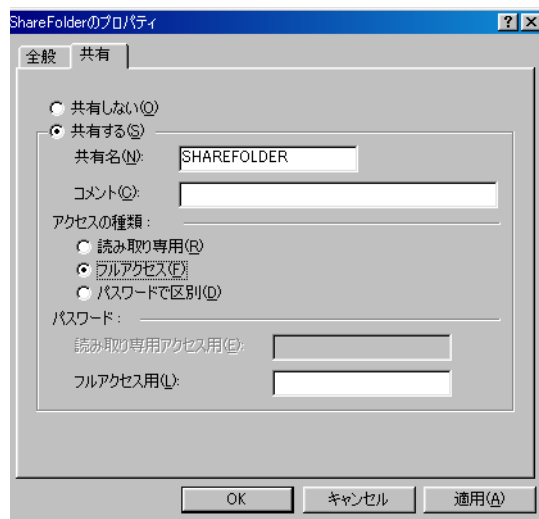 ShareFolderのプロパティ
全般 共有
共有しない(O)
共有する(S)
共有名(N): SHAREFOLDER
コメント(C):
アクセスの種類:
読み取り専用(R)
フルアクセス(F)
パスワードで区別(D)
パスワード:
読み取り専用アクセス用(E):
フルアクセス用(L):
OK キャンセル 適用(A)